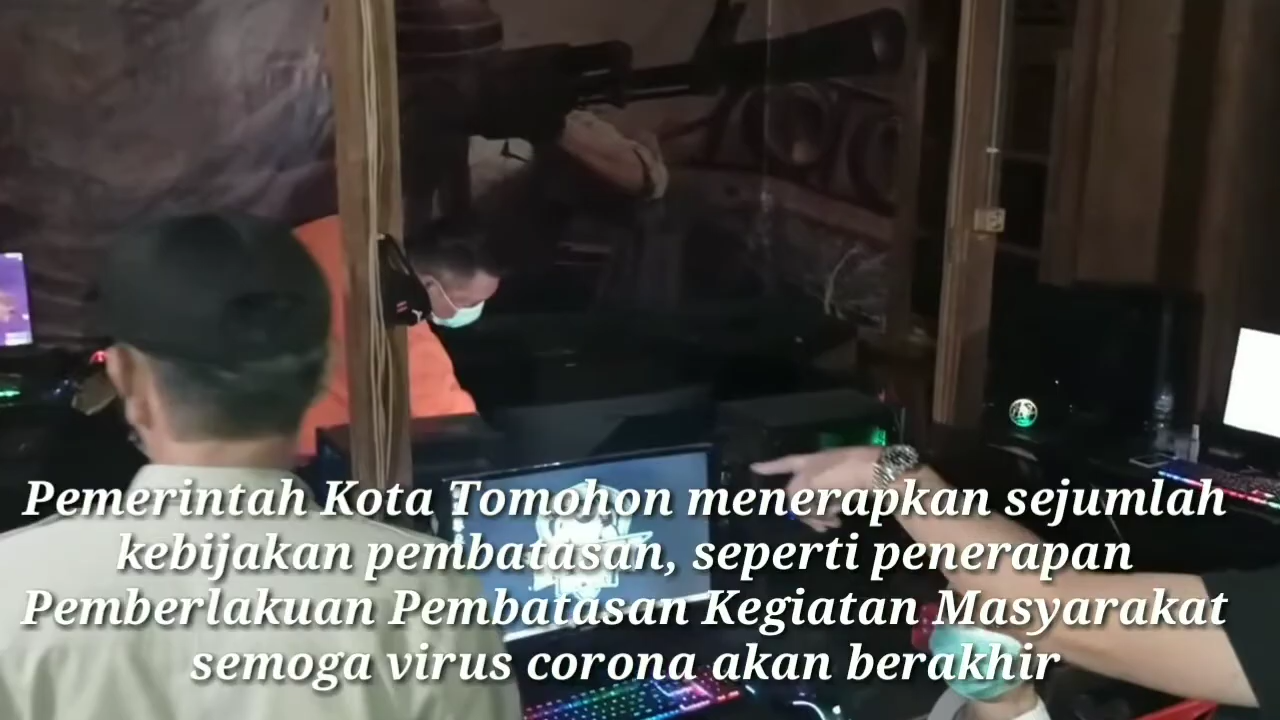 Pemerintah Kota Tomohon menerapkan sejumlah
kebijakan pembatasan, seperti penerapan
Pemberlakuan Pembatasan Kegiatan Masyarakat
semoga virus corona akan berakhir